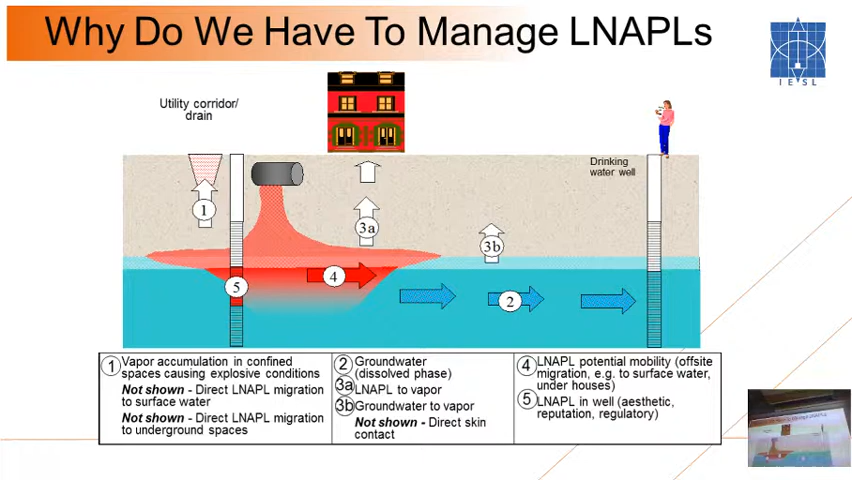 Why Do We Have To Manage LNAPLs
I E S L
Utility corridor/
drain
Drinking
water well
1
3a
3b
4
5
2
1 Vapor accumulation in confined
spaces causing explosive conditions
Not shown - Direct LNAPL migration
to surface water
Not shown - Direct LNAPL migration
to underground spaces
2 Groundwater
(dissolved phase)
3a LNAPL to vapor
3b Groundwater to vapor
Not shown - Direct skin
contact
4 LNAPL potential mobility (offsite
migration, e.g. to surface water,
under houses)
5 LNAPL in well (aesthetic,
reputation, regulatory)